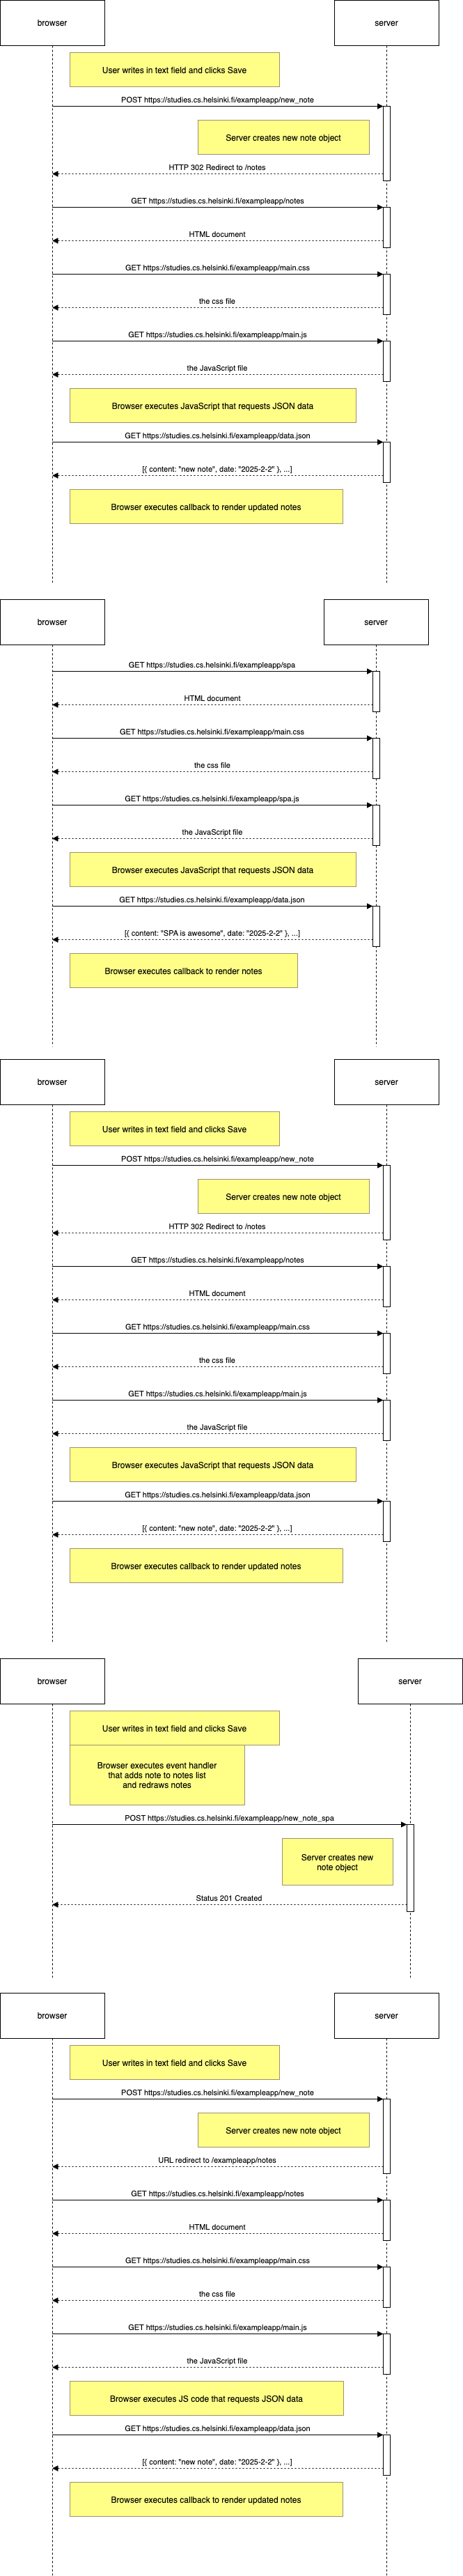 browser
server
User writes in text field and clicks Save
POST https://studies.cs.helsinki.fi/exampleapp/new_note
Server creates new note object
HTTP 302 Redirect to /notes
GET https://studies.cs.helsinki.fi/exampleapp/notes
HTML document
GET https://studies.cs.helsinki.fi/exampleapp/main.css
the css file
GET https://studies.cs.helsinki.fi/exampleapp/main.js
the JavaScript file
Browser executes JavaScript that requests JSON data
GET https://studies.cs.helsinki.fi/exampleapp/data.json
[{ content: "new note", date: "2025-2-2" }, ...]
Browser executes callback to render updated notes
browser
server
GET https://studies.cs.helsinki.fi/exampleapp/spa
HTML document
GET https://studies.cs.helsinki.fi/exampleapp/main.css
the css file
GET https://studies.cs.helsinki.fi/exampleapp/spa.js
the JavaScript file
Browser executes JavaScript that requests JSON data
GET https://studies.cs.helsinki.fi/exampleapp/data.json
[{ content: "SPA is awesome", date: "2025-2-2" }, ...]
Browser executes callback to render notes
browser
server
User writes in text field and clicks Save
POST https://studies.cs.helsinki.fi/exampleapp/new_note
Server creates new note object
HTTP 302 Redirect to /notes
GET https://studies.cs.helsinki.fi/exampleapp/notes
HTML document
GET https://studies.cs.helsinki.fi/exampleapp/main.css
the css file
GET https://studies.cs.helsinki.fi/exampleapp/main.js
the JavaScript file
Browser executes JavaScript that requests JSON data
GET https://studies.cs.helsinki.fi/exampleapp/data.json
[{ content: "new note", date: "2025-2-2" }, ...]
Browser executes callback to render updated notes
browser
server
User writes in text field and clicks Save
Browser executes event handler
that adds note to notes list
and redraws notes
POST https://studies.cs.helsinki.fi/exampleapp/new_note_spa
Server creates new
note object
Status 201 Created
browser
server
User writes in text field and clicks Save
POST https://studies.cs.helsinki.fi/exampleapp/new_note
Server creates new note object
URL redirect to /exampleapp/notes
GET https://studies.cs.helsinki.fi/exampleapp/notes
HTML document
GET https://studies.cs.helsinki.fi/exampleapp/main.css
the css file
GET https://studies.cs.helsinki.fi/exampleapp/main.js
the JavaScript file
Browser executes JS code that requests JSON data
GET https://studies.cs.helsinki.fi/exampleapp/data.json
[{ content: "new note", date: "2025-2-2" }, ...]
Browser executes callback to render updated notes